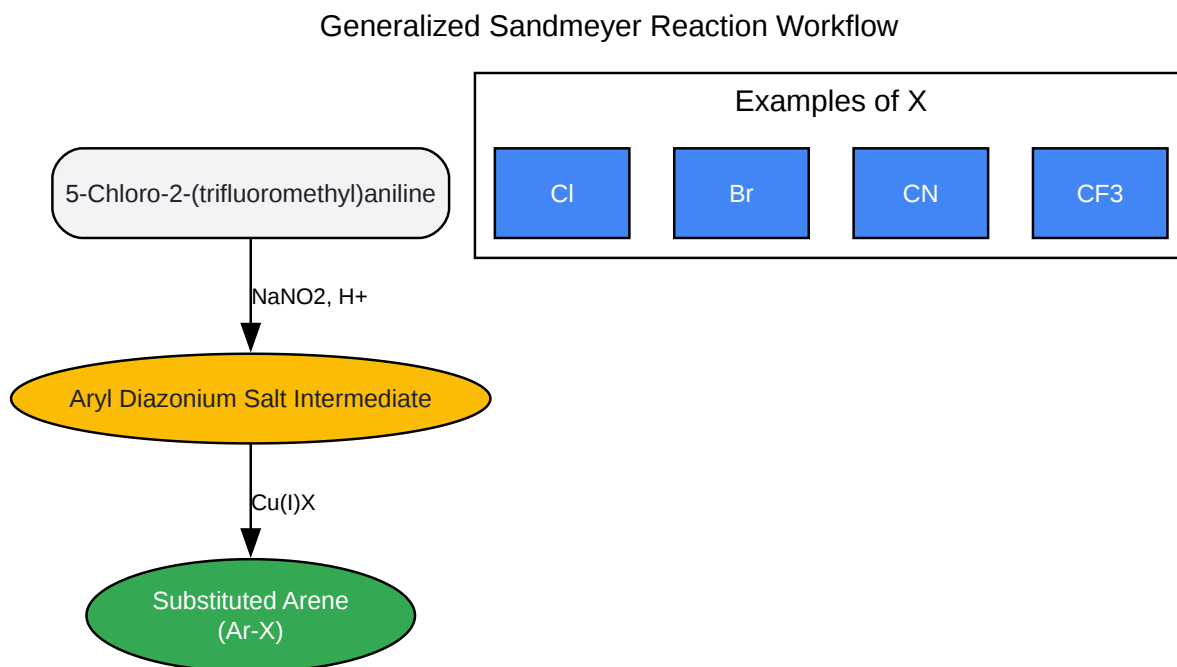 Generalized Sandmeyer Reaction Workflow
Examples of X
5-Chloro-2-(trifluoromethyl)aniline
Cl
Br
CN
CF3
NaNO2, H+
Aryl Diazonium Salt Intermediate
Cu(I)X
Substituted Arene
(Ar-X)